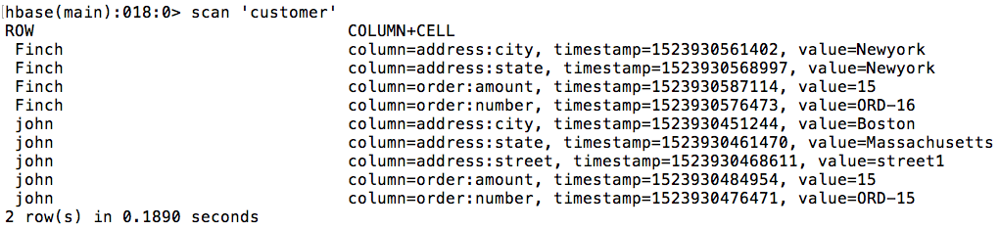 hbase(main):018:0> scan 'customer'
ROW COLUMN+CELL
Finch column=address:city, timestamp=1523930561402, value=Newyork
Finch column=address:state, timestamp=1523930568997, value=Newyork
Finch column=order:amount, timestamp=1523930587114, value=15
Finch column=order:number, timestamp=1523930576473, value=ORD-16
john column=address:city, timestamp=1523930451244, value=Boston
john column=address:state, timestamp=1523930461470, value=Massachusetts
john column=address:street, timestamp=1523930468611, value=street1
john column=order:amount, timestamp=1523930484954, value=15
john column=order:number, timestamp=1523930476471, value=ORD-15
2 row(s) in 0.1890 seconds